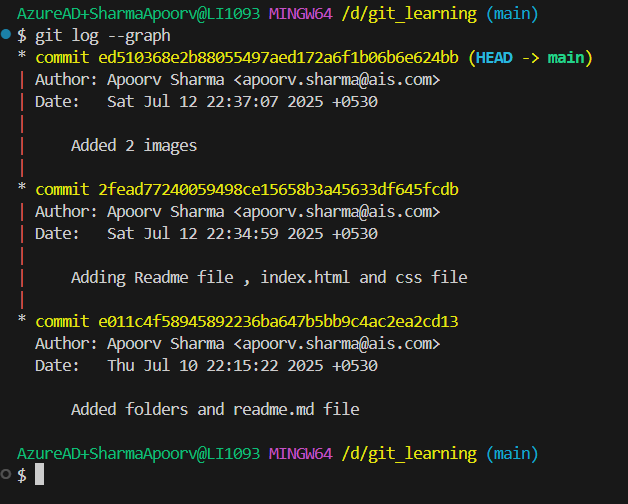 AzureAD+SharmaApoorv@LI1093 MINGW64 /d/git_learning (main)
$ git log --graph
* commit ed510368e2b88055497aed172a6f1b06b6e624bb (HEAD -> main)
| Author: Apoorv Sharma <apoorv.sharma@ais.com>
| Date:   Sat Jul 12 22:37:07 2025 +0530
|
|     Added 2 images
|
* commit 2fead77240059498ce15658b3a45633df645fcdb
| Author: Apoorv Sharma <apoorv.sharma@ais.com>
| Date:   Sat Jul 12 22:34:59 2025 +0530
|
|     Adding Readme file , index.html and css file
|
* commit e011c4f58945892236ba647b5bb9c4ac2ea2cd13
  Author: Apoorv Sharma <apoorv.sharma@ais.com>
  Date:   Thu Jul 10 22:15:22 2025 +0530

      Added folders and readme.md file

AzureAD+SharmaApoorv@LI1093 MINGW64 /d/git_learning (main)
$